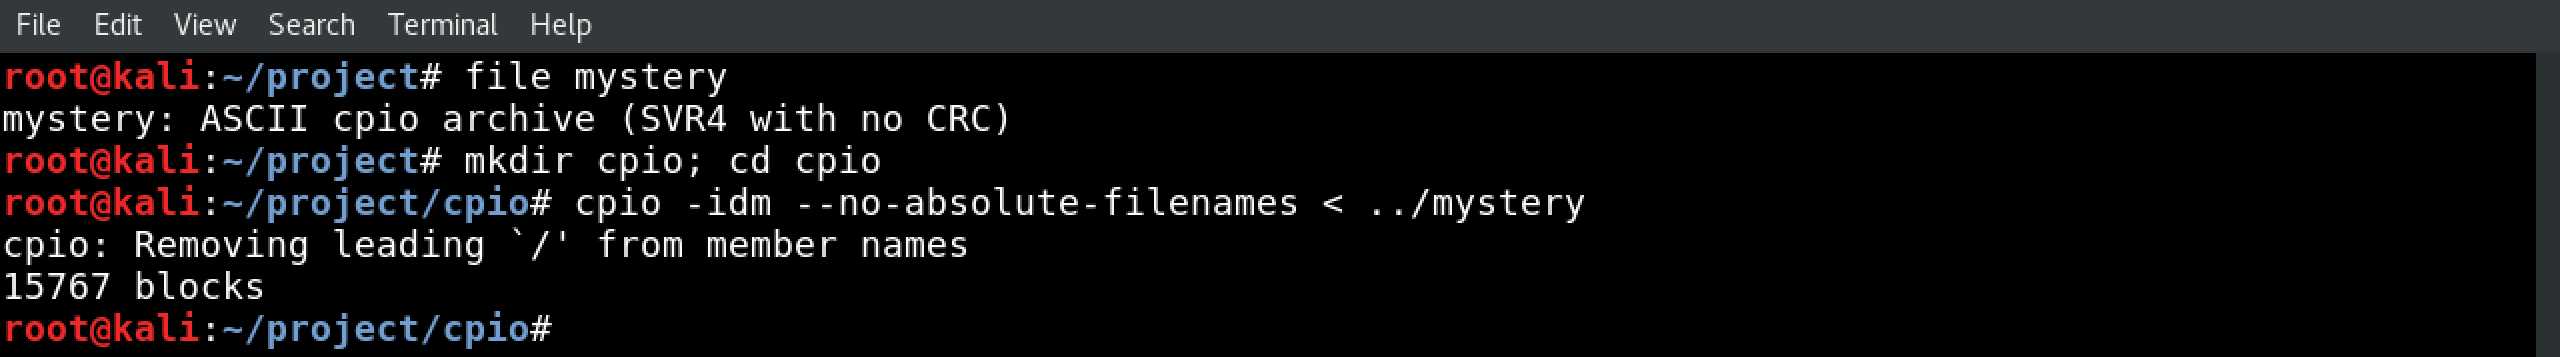 File Edit View Search Terminal Help
root@kali:~/project# file mystery
mystery: ASCII cpio archive (SVR4 with no CRC)
root@kali:~/project# mkdir cpio; cd cpio
root@kali:~/project/cpio# cpio -idm --no-absolute-filenames < ../mystery
cpio: Removing leading `/' from member names
15767 blocks
root@kali:~/project/cpio#